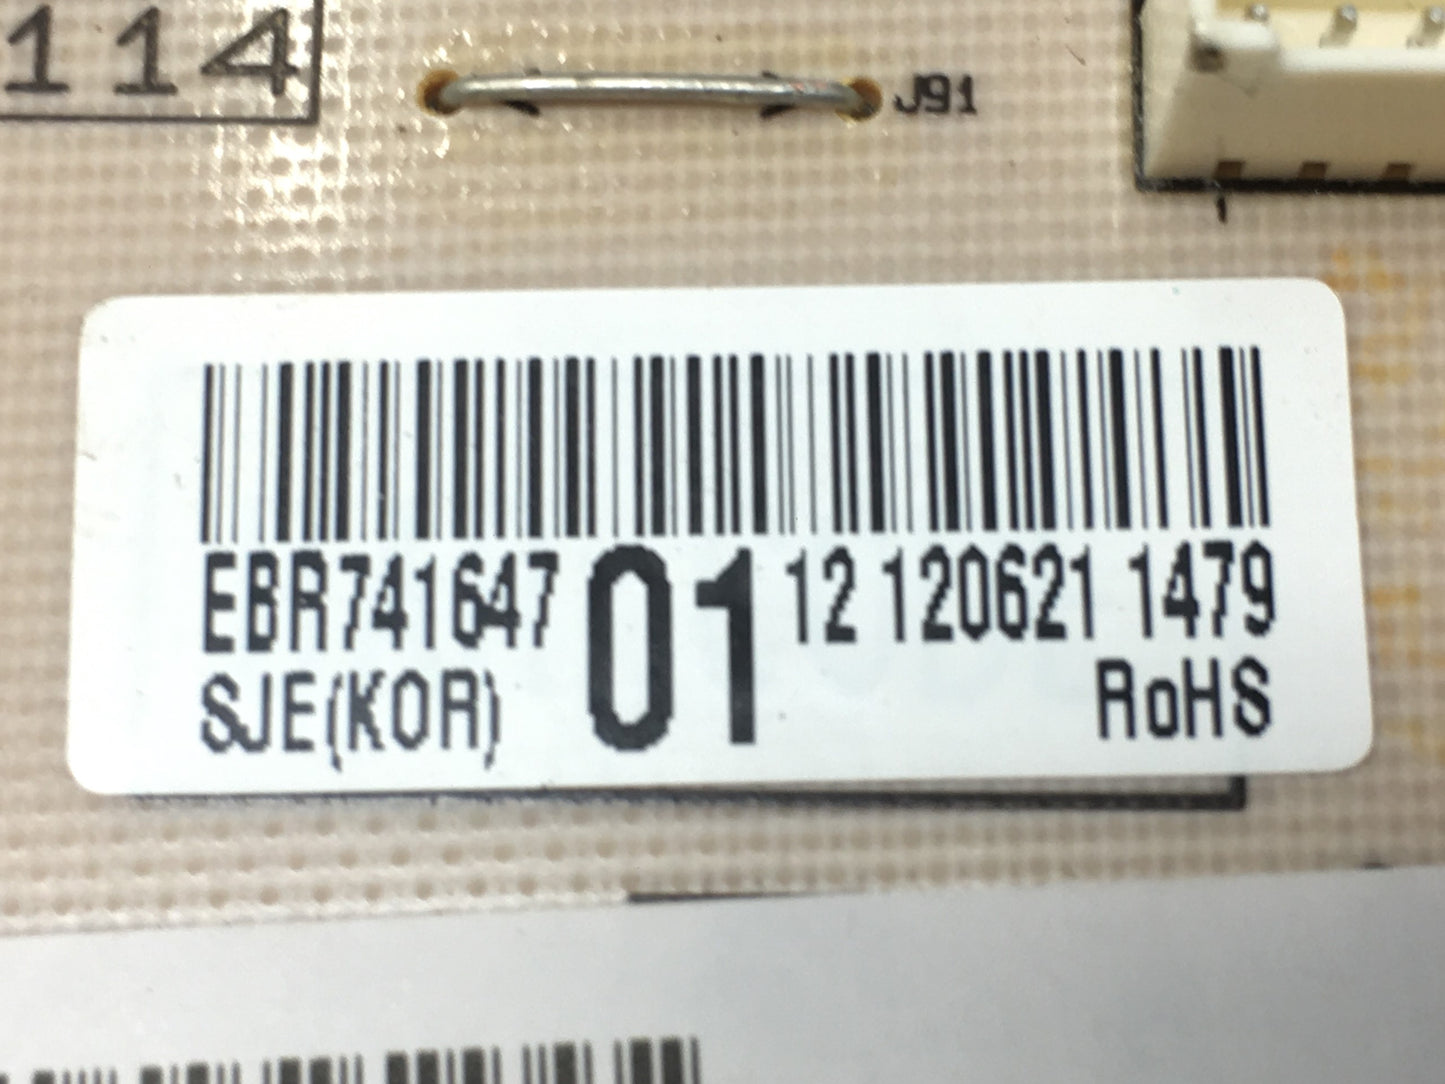 114
J91
EBR741647 01 12 120621 1479
SJE(KOR) RoHS